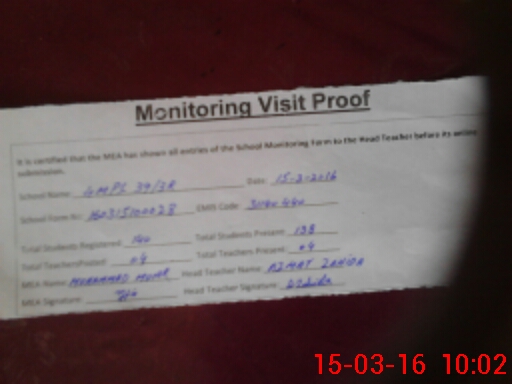 Monitoring Visit Proof
It is certified that the MEA has shown all entries of the School Monitoring Form to the Head Teacher before its online
submission.
School Name: GMPS 39/3R Date: 15-3-2016
School Form No: EMIS Code:
Total Students Registered: 140 Total Students Present: 138
Total Teachers Posted: 04 Total Teachers Present: 04
MEA Name: MUHAMMAD Head Teacher Name: AZMAT
MEA Signature: Head Teacher Signature:
15-03-16 10:02